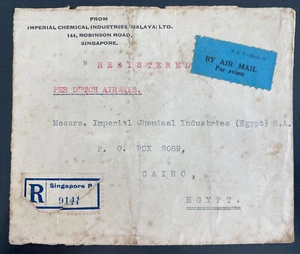 FROM
IMPERIAL CHEMICAL INDUSTRIES (MALAYA) LTD.
144, ROBINSON ROAD,
SINGAPORE.
BY AIR MAIL
Par avion
REGISTERED
PER DUTCH AIRWAYS.
Messrs. Imperial Chemical Industries (Egypt) S.A.
P. O. BOX 2089,
CAIRO,
EGYPT.
R
Singapore P
9141